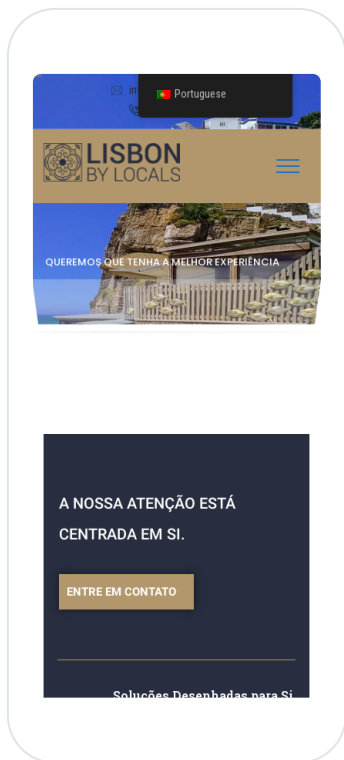 in
Portuguese
LISBON
BY LOCALS
QUEREMOS QUE TENHA A MELHOR EXPERIÊNCIA
A NOSSA ATENÇÃO ESTÁ
CENTRADA EM SI.
ENTRE EM CONTATO
Soluções Desenhadas para Si